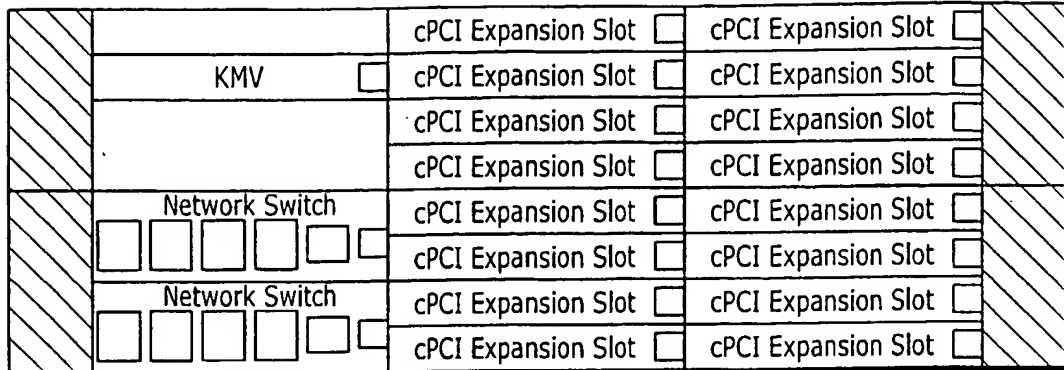 cPCI Expansion Slot cPCI Expansion Slot
KMV cPCI Expansion Slot cPCI Expansion Slot
cPCI Expansion Slot cPCI Expansion Slot
cPCI Expansion Slot cPCI Expansion Slot
Network Switch cPCI Expansion Slot cPCI Expansion Slot
cPCI Expansion Slot cPCI Expansion Slot
Network Switch cPCI Expansion Slot cPCI Expansion Slot
cPCI Expansion Slot cPCI Expansion Slot